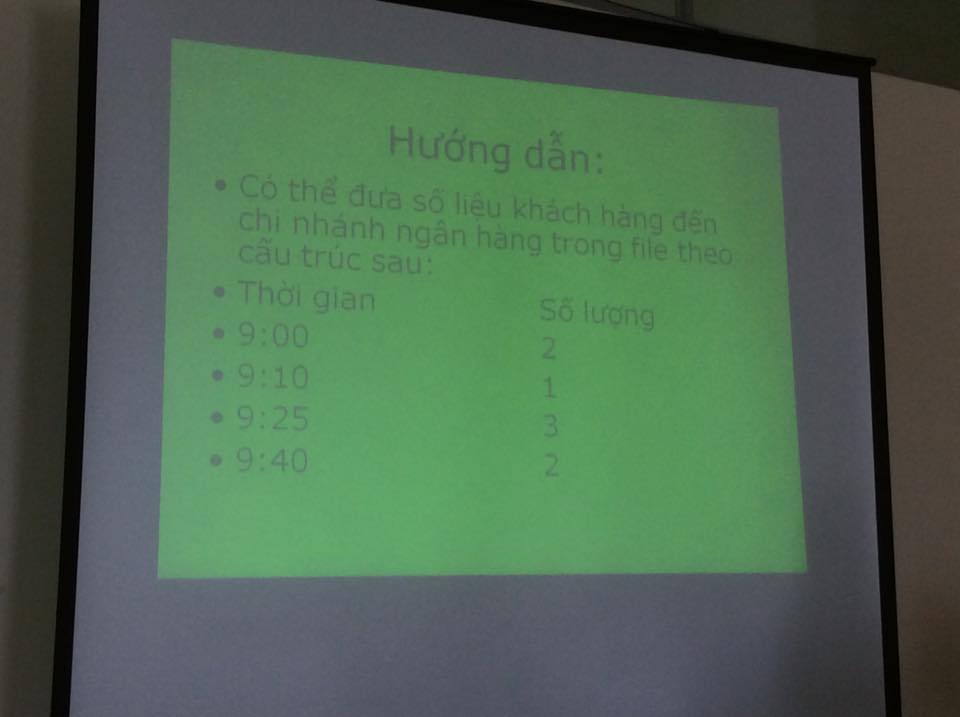 Hướng dẫn:
• Có thể đưa số liệu khách hàng đến
chi nhánh ngân hàng trong file theo
cấu trúc sau:
• Thời gian Số lượng
• 9:00 2
• 9:10 1
• 9:25 3
• 9:40 2